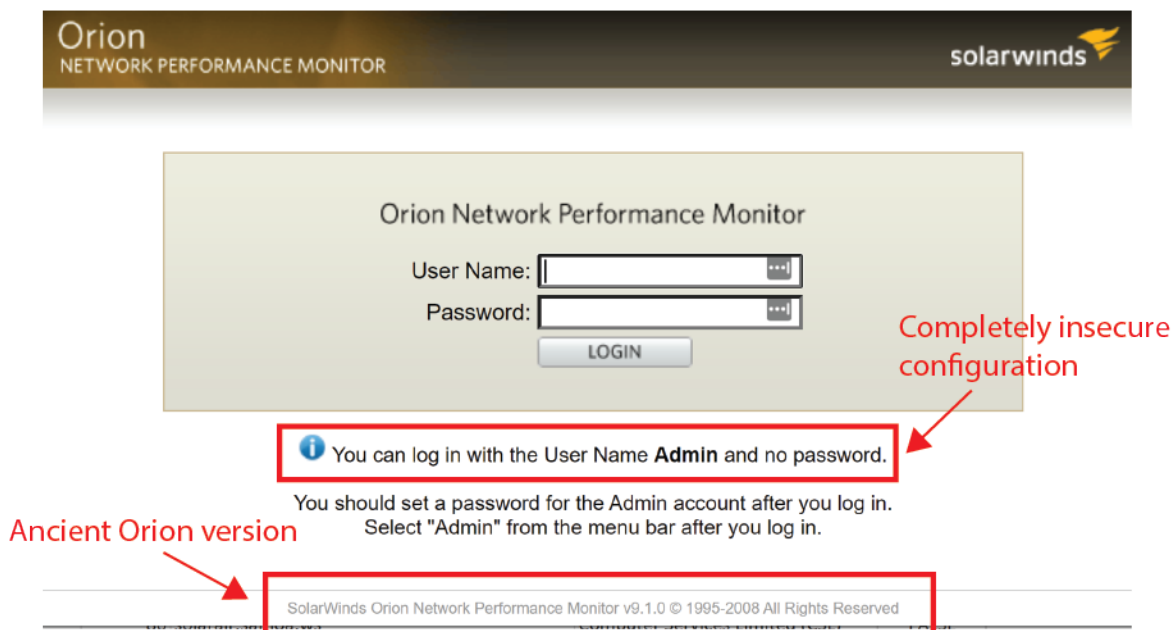 Orion
NETWORK PERFORMANCE MONITOR
solarwinds
Orion Network Performance Monitor
User Name:
Password:
LOGIN
Completely insecure
configuration
You can log in with the User Name Admin and no password.
You should set a password for the Admin account after you log in.
Select "Admin" from the menu bar after you log in.
Ancient Orion version
SolarWinds Orion Network Performance Monitor v9.1.0 © 1995-2008 All Rights Reserved